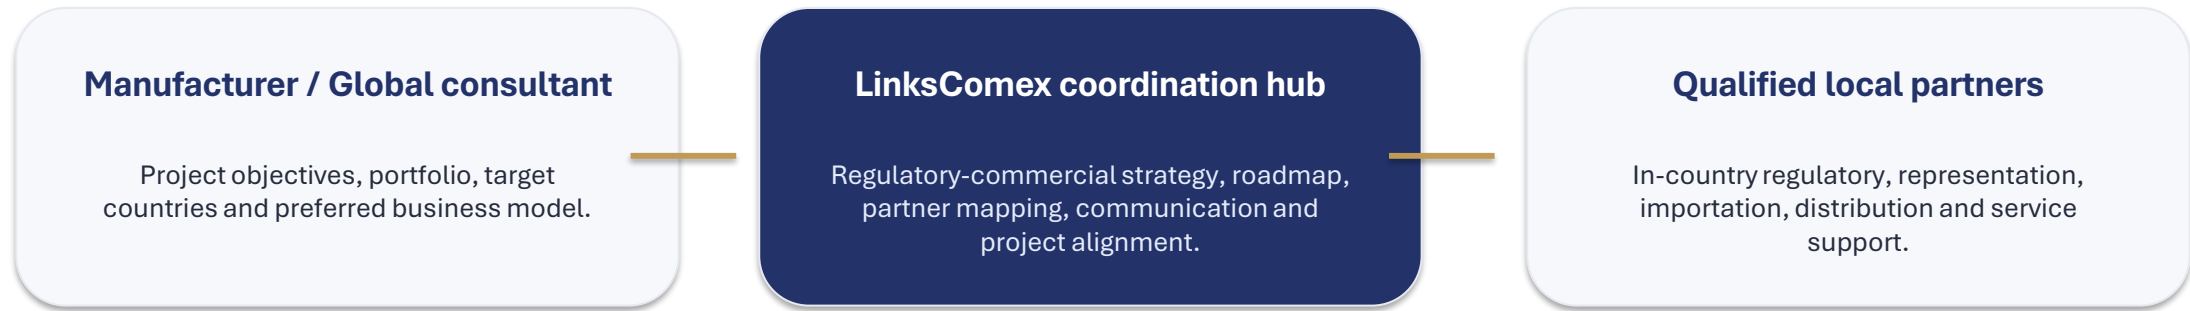 Manufacturer / Global consultant
Project objectives, portfolio, target
countries and preferred business model.
LinksComex coordination hub
Regulatory-commercial strategy, roadmap,
partner mapping, communication and
project alignment.
Qualified local partners
In-country regulatory, representation,
importation, distribution and service
support.